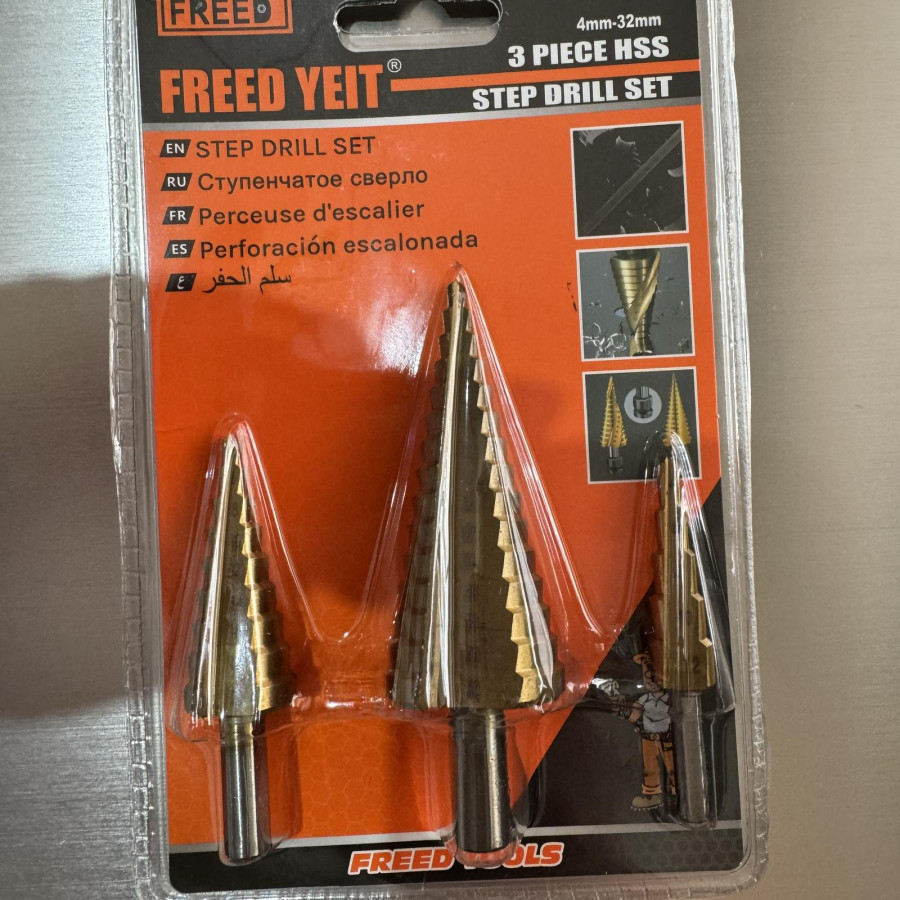 FREED
4mm-32mm
3 PIECE HSS
FREED YEIT®
STEP DRILL SET
EN STEP DRILL SET
RU Ступенчатое сверло
FR Perceuse d'escalier
ES Perforación escalonada
ع سلم الحفر
2
FREED TOOLS